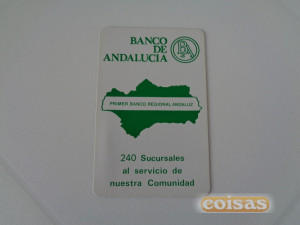 BANCO
DE
ANDALUCIA
BA
PRIMER BANCO REGIONAL ANDALUZ
240 Sucursales
al servicio de
nuestra Comunidad
coisas